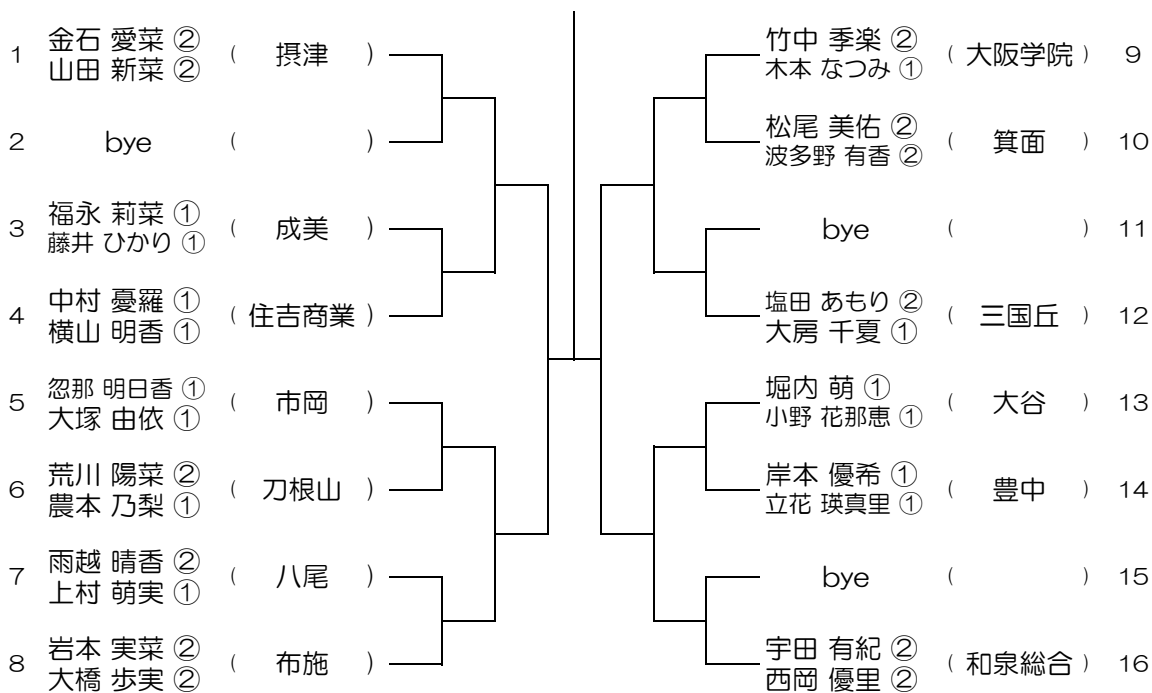 1 金石 愛菜 ② ( 摂津 )
山田 新菜 ②
2 bye ( )
3 福永 莉菜 ① ( 成美 )
藤井 ひかり ①
4 中村 憂羅 ① ( 住吉商業 )
横山 明香 ①
5 忽那 明日香 ① ( 市岡 )
大塚 由依 ①
6 荒川 陽菜 ② ( 刀根山 )
農本 乃梨 ①
7 雨越 晴香 ② ( 八尾 )
上村 萌実 ①
8 岩本 実菜 ② ( 布施 )
大橋 歩実 ②
竹中 季楽 ② ( 大阪学院 ) 9
木本 なつみ ①
松尾 美佑 ② ( 箕面 ) 10
波多野 有香 ②
bye ( ) 11
塩田 あもり ② ( 三国丘 ) 12
大房 千夏 ①
堀内 萌 ① ( 大谷 ) 13
小野 花那恵 ①
岸本 優希 ① ( 豊中 ) 14
立花 瑛真里 ①
bye ( ) 15
宇田 有紀 ② ( 和泉総合 ) 16
西岡 優里 ②